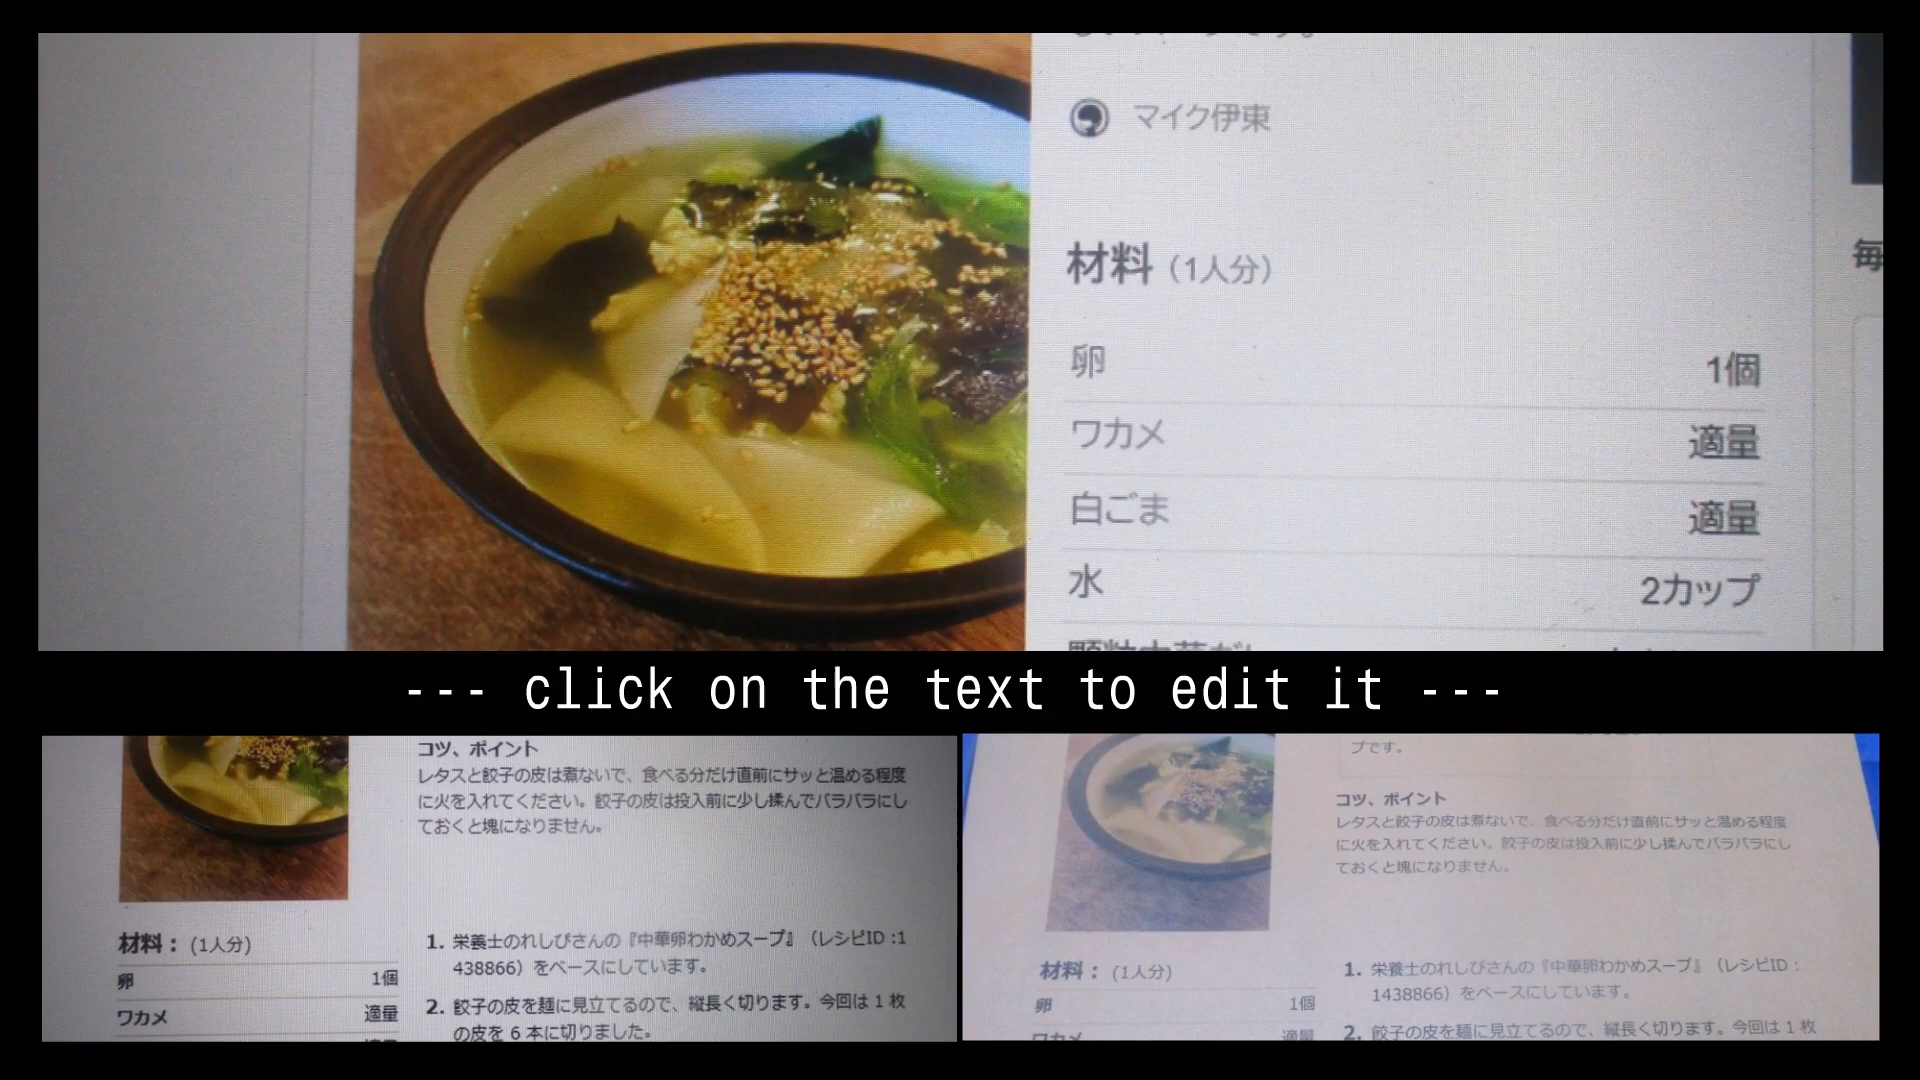 マイク伊東
材料（1人分）
毎
卵 1個
ワカメ 適量
白ごま 適量
水 2カップ
--- click on the text to edit it ---
コツ、ポイント
レタスと餃子の皮は煮ないで、食べる分だけ直前にサッと温める程度
に火を入れてください。餃子の皮は投入前に少し揉んでバラバラにし
ておくと塊になりません。
材料： (1人分)
卵 1個
ワカメ 適量
1. 栄養士のれしぴさんの『中華卵わかめスープ』（レシピID :1
438866）をベースにしています。
2. 餃子の皮を麺に見立てるので、縦長く切ります。今回は 1 枚
の皮を 6 本に切りました。
プです。
コツ、ポイント
レタスと餃子の皮は煮ないで、食べる分だけ直前にサッと温める程度
に火を入れてください。餃子の皮は投入前に少し揉んでバラバラにし
ておくと塊になりません。
材料： (1人分)
卵 1個
ワカメ 適量
1. 栄養士のれしぴさんの『中華卵わかめスープ』（レシピID :
1438866）をベースにしています。
2. 餃子の皮を麺に見立てるので、縦長く切ります。今回は 1 枚